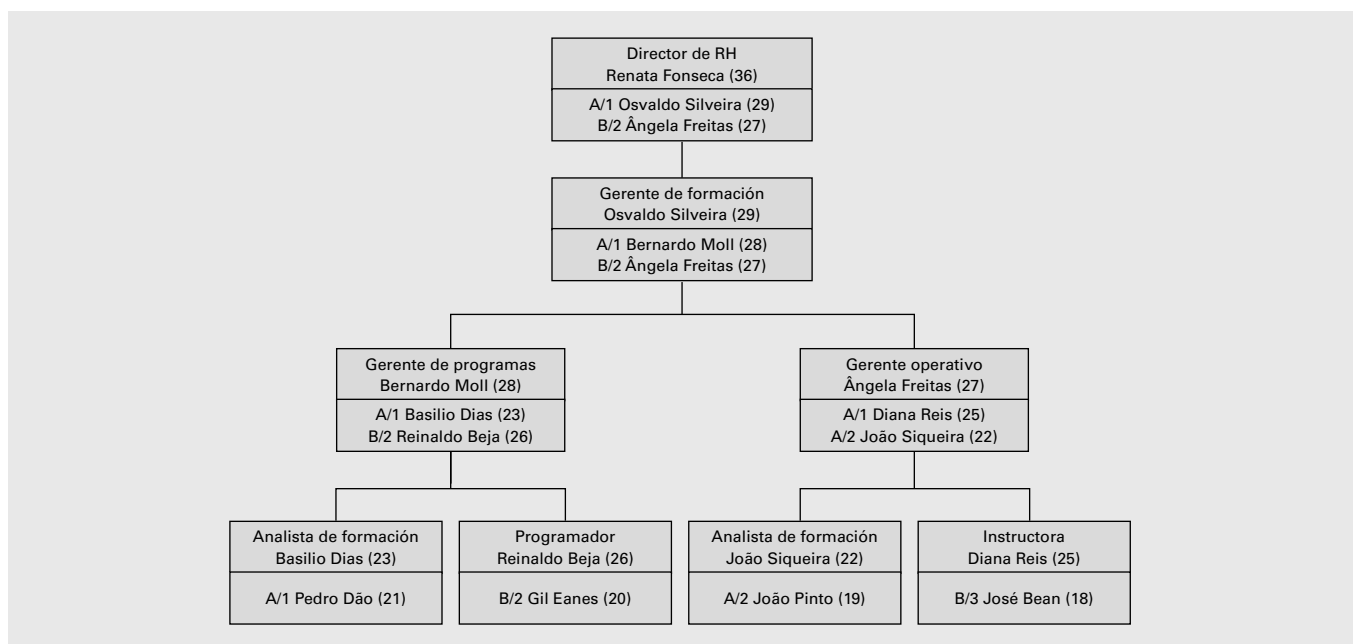 Director de RH
Renata Fonseca (36)
A/1 Osvaldo Silveira (29)
B/2 Ângela Freitas (27)
Gerente de formación
Osvaldo Silveira (29)
A/1 Bernardo Moll (28)
B/2 Ângela Freitas (27)
Gerente de programas
Bernardo Moll (28)
A/1 Basilio Dias (23)
B/2 Reinaldo Beja (26)
Gerente operativo
Ângela Freitas (27)
A/1 Diana Reis (25)
A/2 João Siqueira (22)
Analista de formación
Basilio Dias (23)
A/1 Pedro Dão (21)
Programador
Reinaldo Beja (26)
B/2 Gil Eanes (20)
Analista de formación
João Siqueira (22)
A/2 João Pinto (19)
Instructora
Diana Reis (25)
B/3 José Bean (18)